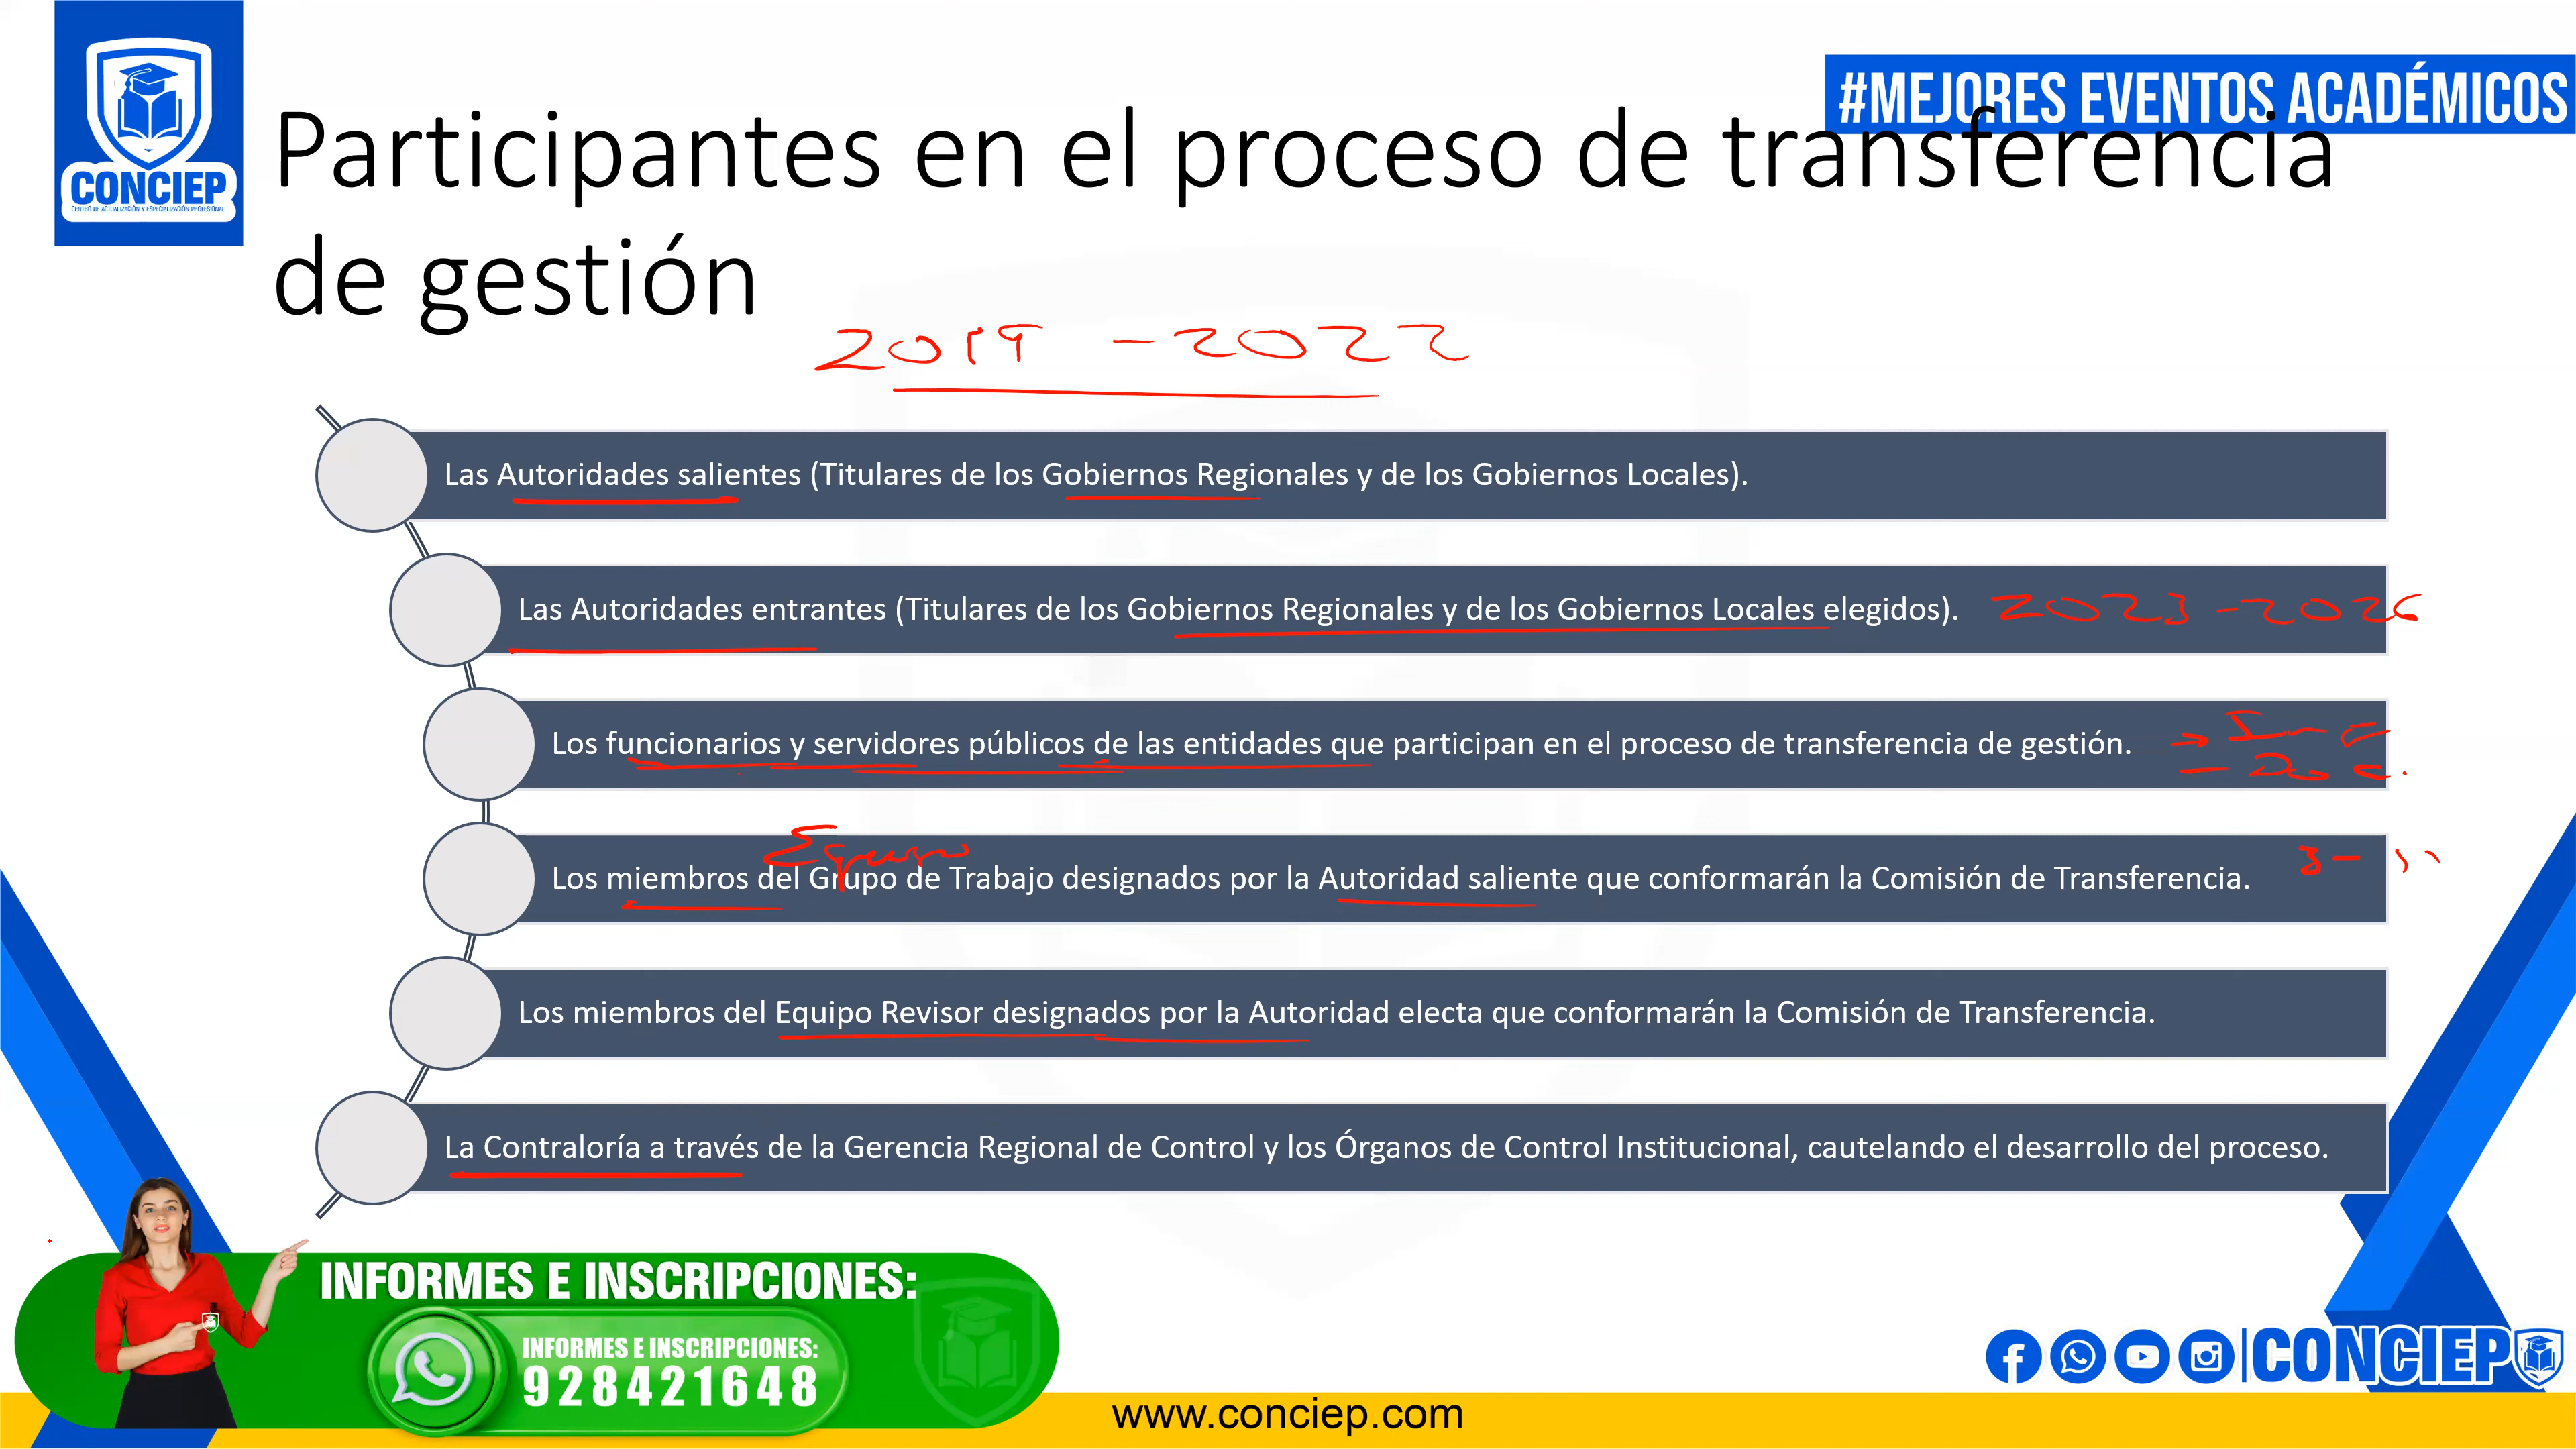 CONCIEP
CENTRO DE ACTUALIZACIÓN Y ESPECIALIZACIÓN PROFESIONAL
#MEJORES EVENTOS ACADÉMICOS
Participantes en el proceso de transferencia
de gestión
2019 - 2022
Las Autoridades salientes (Titulares de los Gobiernos Regionales y de los Gobiernos Locales).
Las Autoridades entrantes (Titulares de los Gobiernos Regionales y de los Gobiernos Locales elegidos). 2023 - 2026
Los funcionarios y servidores públicos de las entidades que participan en el proceso de transferencia de gestión.
Equipo
Los miembros del Grupo de Trabajo designados por la Autoridad saliente que conformarán la Comisión de Transferencia.
Los miembros del Equipo Revisor designados por la Autoridad electa que conformarán la Comisión de Transferencia.
La Contraloría a través de la Gerencia Regional de Control y los Órganos de Control Institucional, cautelando el desarrollo del proceso.
INFORMES E INSCRIPCIONES:
INFORMES E INSCRIPCIONES:
928421648
www.conciep.com
CONCIEP